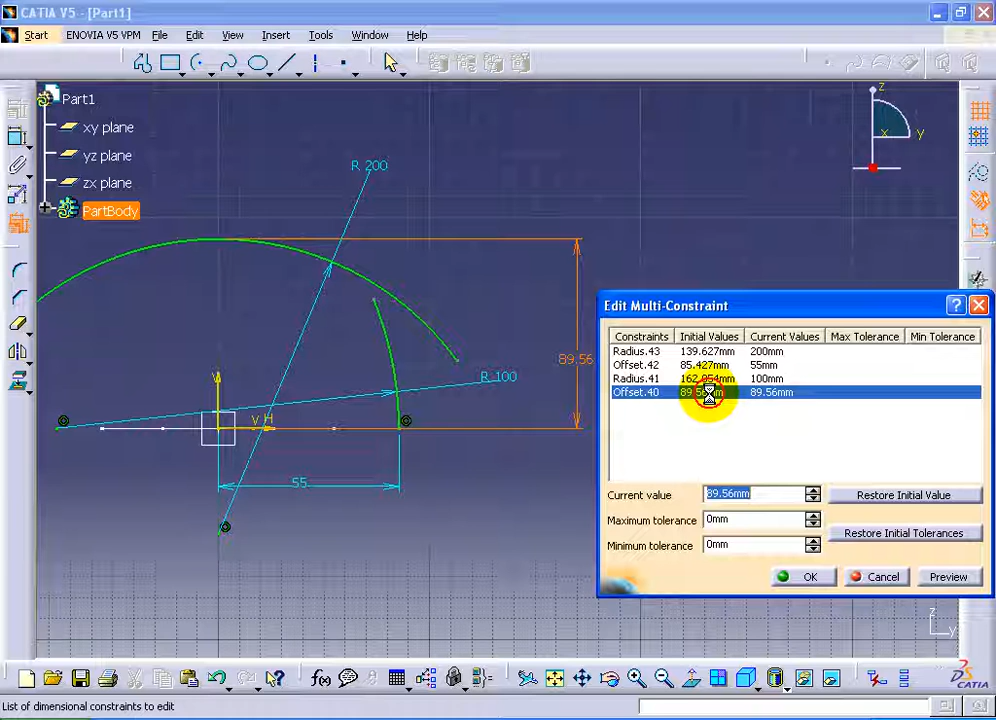 CATIA V5 - [Part1]
Start ENOVIA V5 VPM File Edit View Insert Tools Window Help
Part1
xy plane
yz plane
zx plane
PartBody
z
x
y
R 200
89.56
R 100
V
y H
55
Edit Multi-Constraint
Constraints Initial Values Current Values Max Tolerance Min Tolerance
Radius.43 139.627mm 200mm
Offset.42 85.427mm 55mm
Radius.41 162.054mm 100mm
Offset.40 89.56mm 89.56mm
Current value 89.56mm Restore Initial Value
Maximum tolerance 0mm
Restore Initial Tolerances
Minimum tolerance 0mm
OK Cancel Preview
z
y
f(x)
CATIA
List of dimensional constraints to edit